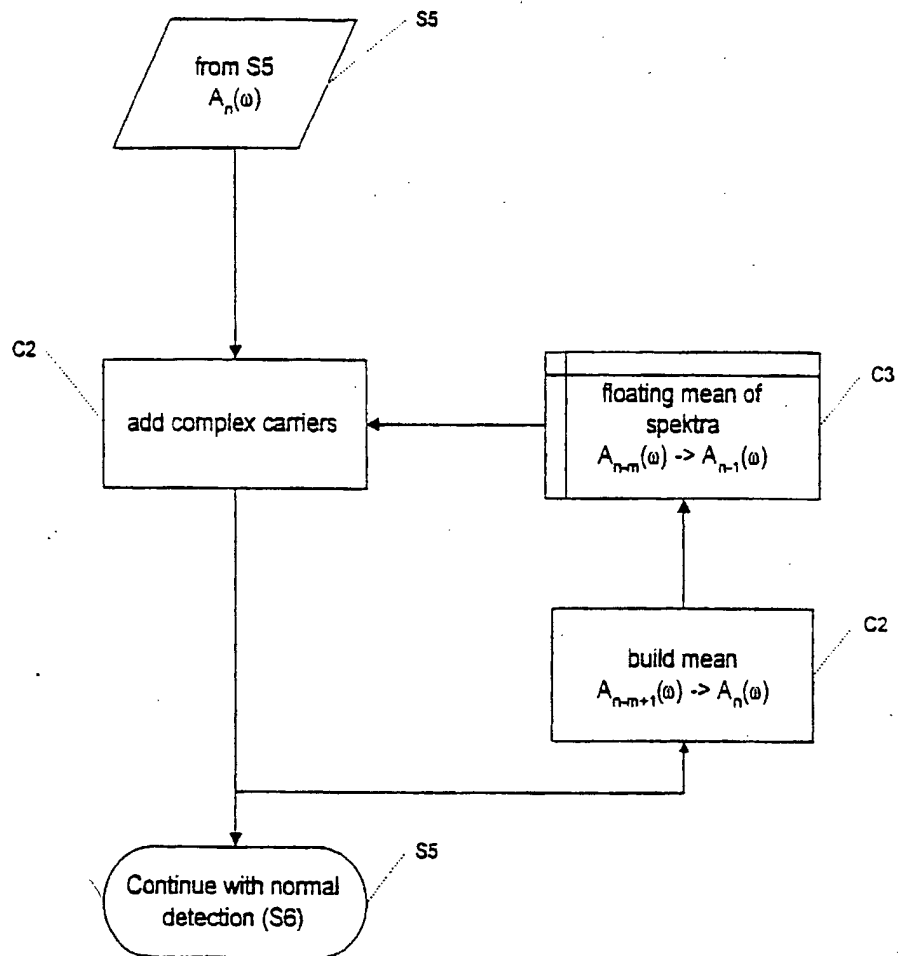 S5
from S5
Aₙ(ω)
C2
add complex carriers
C3
floating mean of
spektra
Aₙ₋ₘ(ω) -> Aₙ₋₁(ω)
C2
build mean
Aₙ₋ₘ₊₁(ω) -> Aₙ(ω)
S5
Continue with normal
detection (S6)